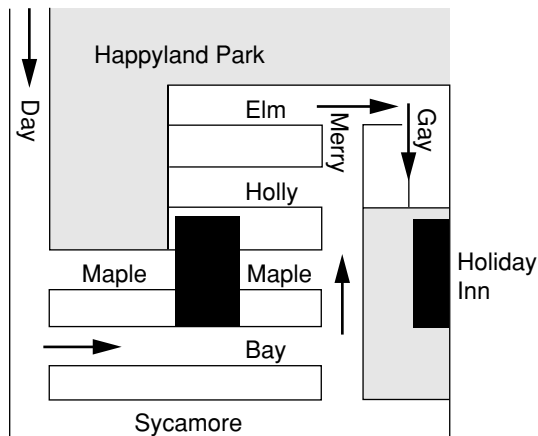 Happyland Park
Day
Elm
Merry
Gay
Holly
Maple
Maple
Holiday
Inn
Bay
Sycamore